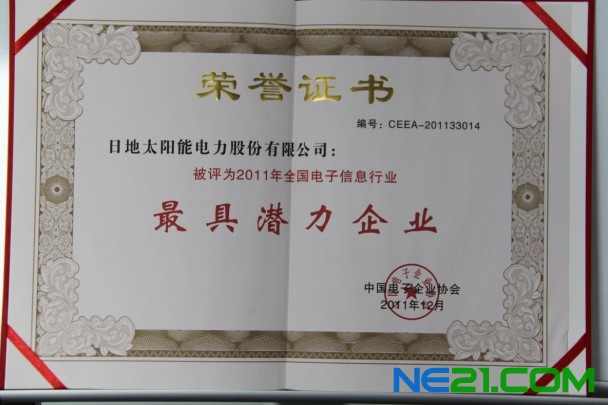 荣誉证书
编号：CEEA-201133014
日地太阳能电力股份有限公司：
被评为2011年全国电子信息行业
最具潜力企业
中国电子企业协会
2011年12月
NE21.COM